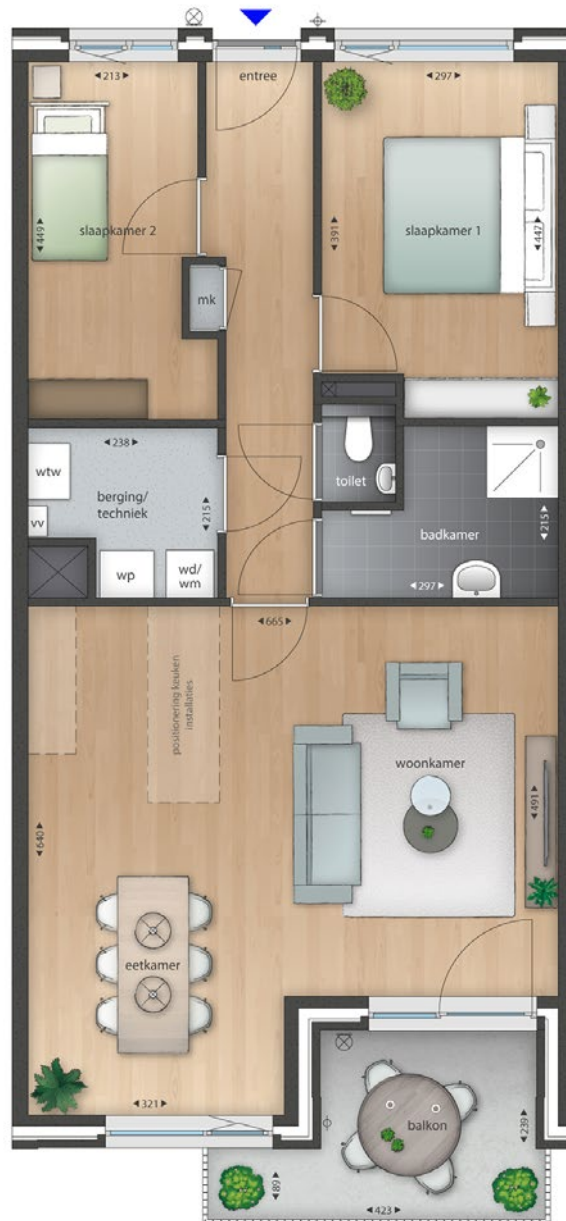 213
entree
297
449
slaapkamer 2
391
slaapkamer 1
447
mk
238
wtw
berging/
techniek
215
vv
wp
wd/
wm
toilet
badkamer
215
297
665
positionering keuken
installaties
woonkamer
491
640
eetkamer
321
balkon
239
89
423